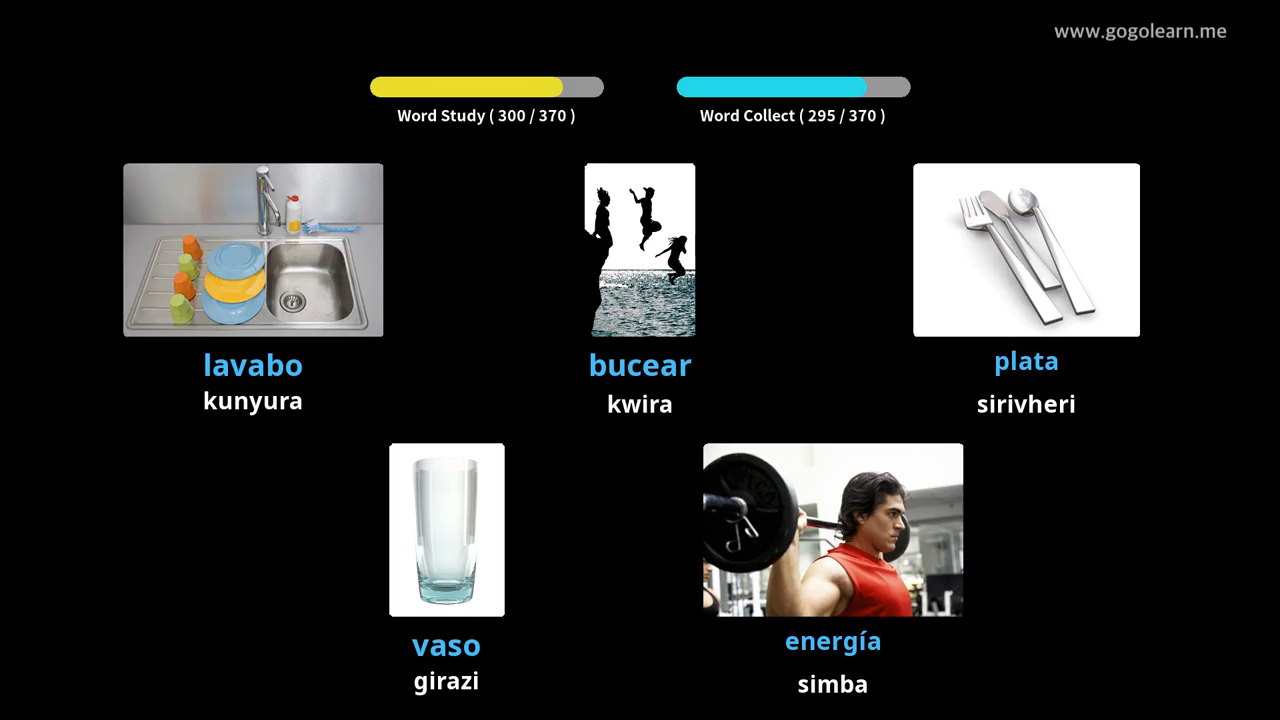 www.gogolearn.me
Word Study ( 300 / 370 )
Word Collect ( 295 / 370 )
lavabo
kunyura
bucear
kwira
plata
sirivheri
vaso
girazi
energía
simba